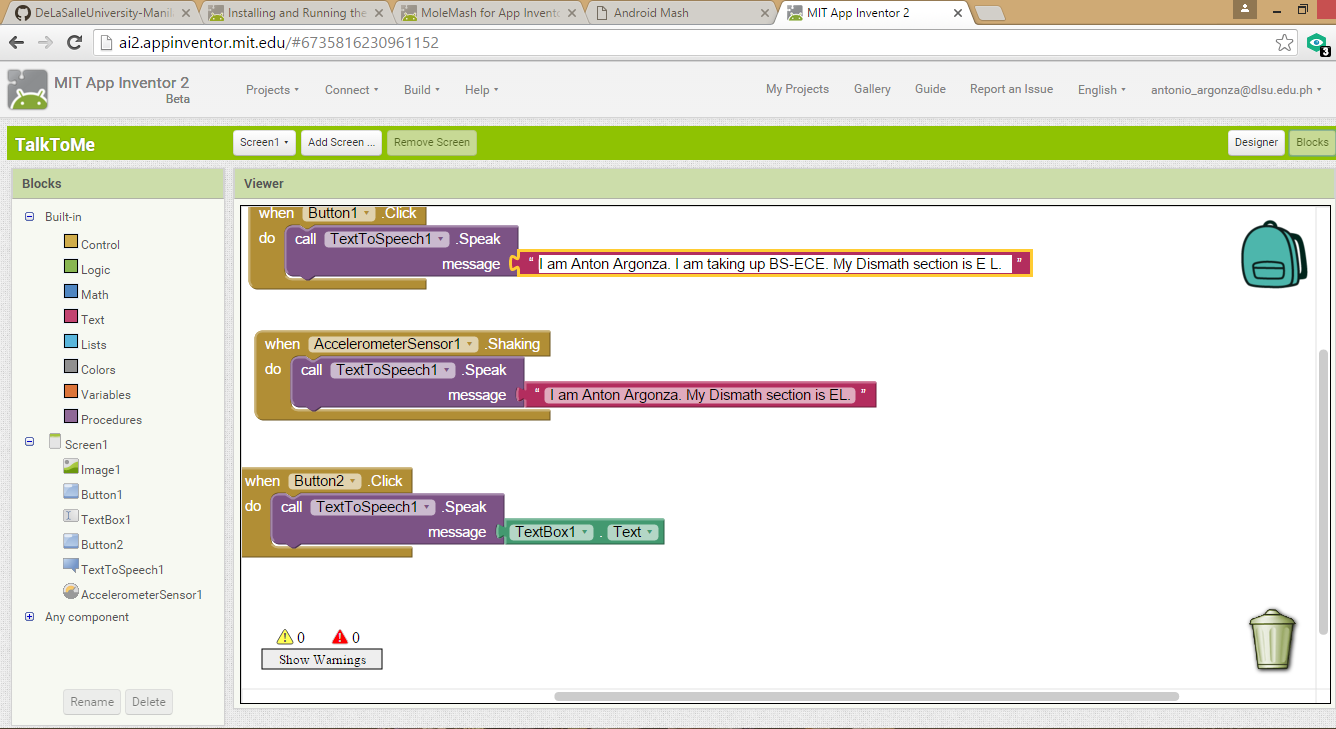 DeLaSalleUniversity-Manil
Installing and Running the
MoleMash for App Invento
Android Mash
MIT App Inventor 2
ai2.appinventor.mit.edu/#6735816230961152
3
MIT App Inventor 2
Beta
Projects Connect Build Help
My Projects Gallery Guide Report an Issue English antonio_argonza@dlsu.edu.ph
TalkToMe
Screen1 Add Screen ... Remove Screen
Designer Blocks
Blocks
Built-in
Control
Logic
Math
Text
Lists
Colors
Variables
Procedures
Screen1
Image1
Button1
TextBox1
Button2
TextToSpeech1
AccelerometerSensor1
Any component
Rename Delete
Viewer
when Button1 .Click
do call TextToSpeech1 .Speak
message “ I am Anton Argonza. I am taking up BS-ECE. My Dismath section is E L. ”
when AccelerometerSensor1 .Shaking
do call TextToSpeech1 .Speak
message “ I am Anton Argonza. My Dismath section is EL. ”
when Button2 .Click
do call TextToSpeech1 .Speak
message TextBox1 . Text
0 0
Show Warnings